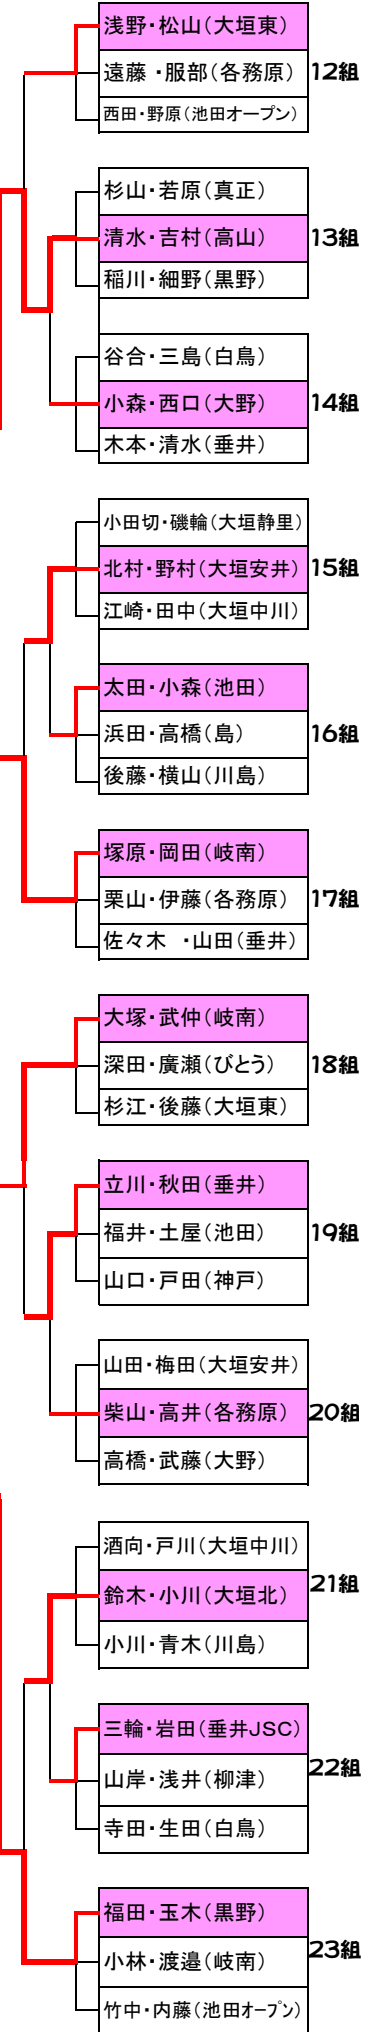 浅野・松山（大垣東）
遠藤 ・服部（各務原） 12組
西田・野原（池田オープン）
杉山・若原（真正）
清水・吉村（高山） 13組
稲川・細野（黒野）
谷合・三島（白鳥）
小森・西口（大野） 14組
木本・清水（垂井）
小田切・磯輪（大垣静里）
北村・野村（大垣安井） 15組
江崎・田中（大垣中川）
太田・小森（池田）
浜田・高橋（島） 16組
後藤・横山（川島）
塚原・岡田（岐南）
栗山・伊藤（各務原） 17組
佐々木　・山田（垂井）
大塚・武仲（岐南）
深田・廣瀬（びとう） 18組
杉江・後藤（大垣東）
立川・秋田（垂井）
福井・土屋（池田） 19組
山口・戸田（神戸）
山田・梅田（大垣安井）
柴山・高井（各務原） 20組
高橋・武藤（大野）
酒向・戸川（大垣中川）
鈴木・小川（大垣北） 21組
小川・青木（川島）
三輪・岩田（垂井JSC）
山岸・浅井（柳津） 22組
寺田・生田（白鳥）
福田・玉木（黒野）
小林・渡邉（岐南） 23組
竹中・内藤（池田オープン）